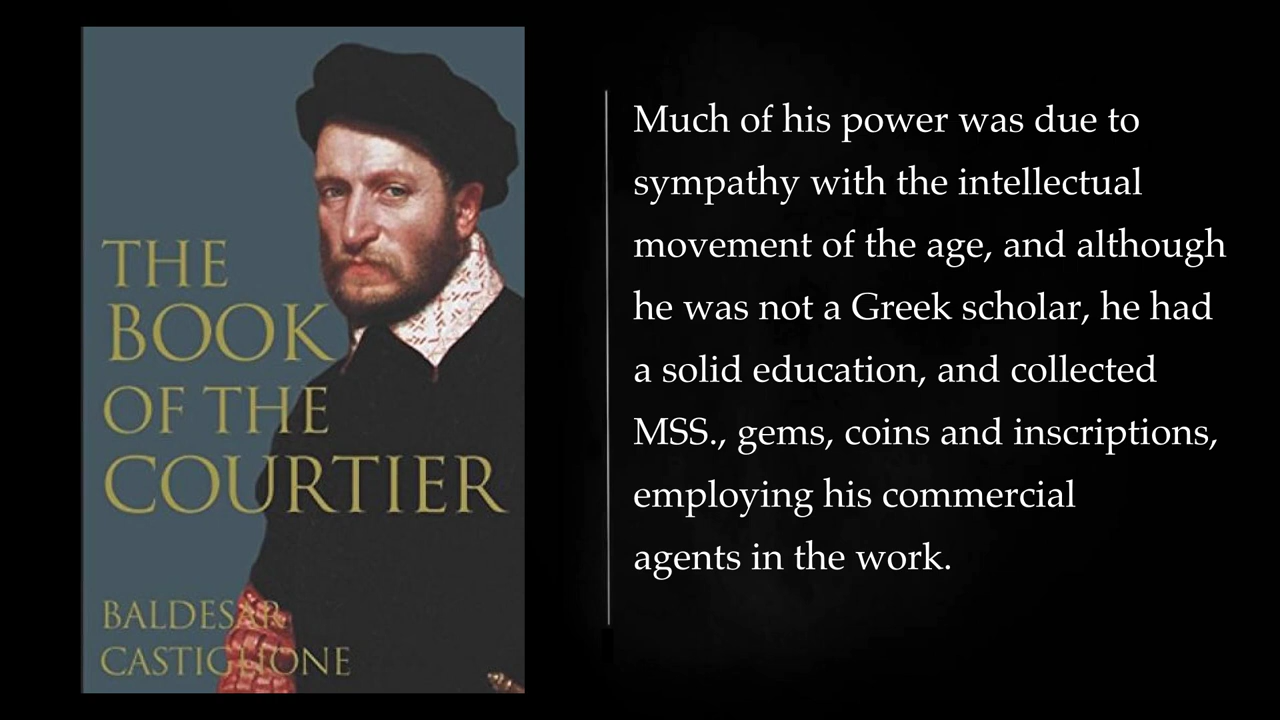 THE
BOOK
OF THE
COURTIER
BALDESAR
CASTIGLIONE
Much of his power was due to
sympathy with the intellectual
movement of the age, and although
he was not a Greek scholar, he had
a solid education, and collected
MSS., gems, coins and inscriptions,
employing his commercial
agents in the work.